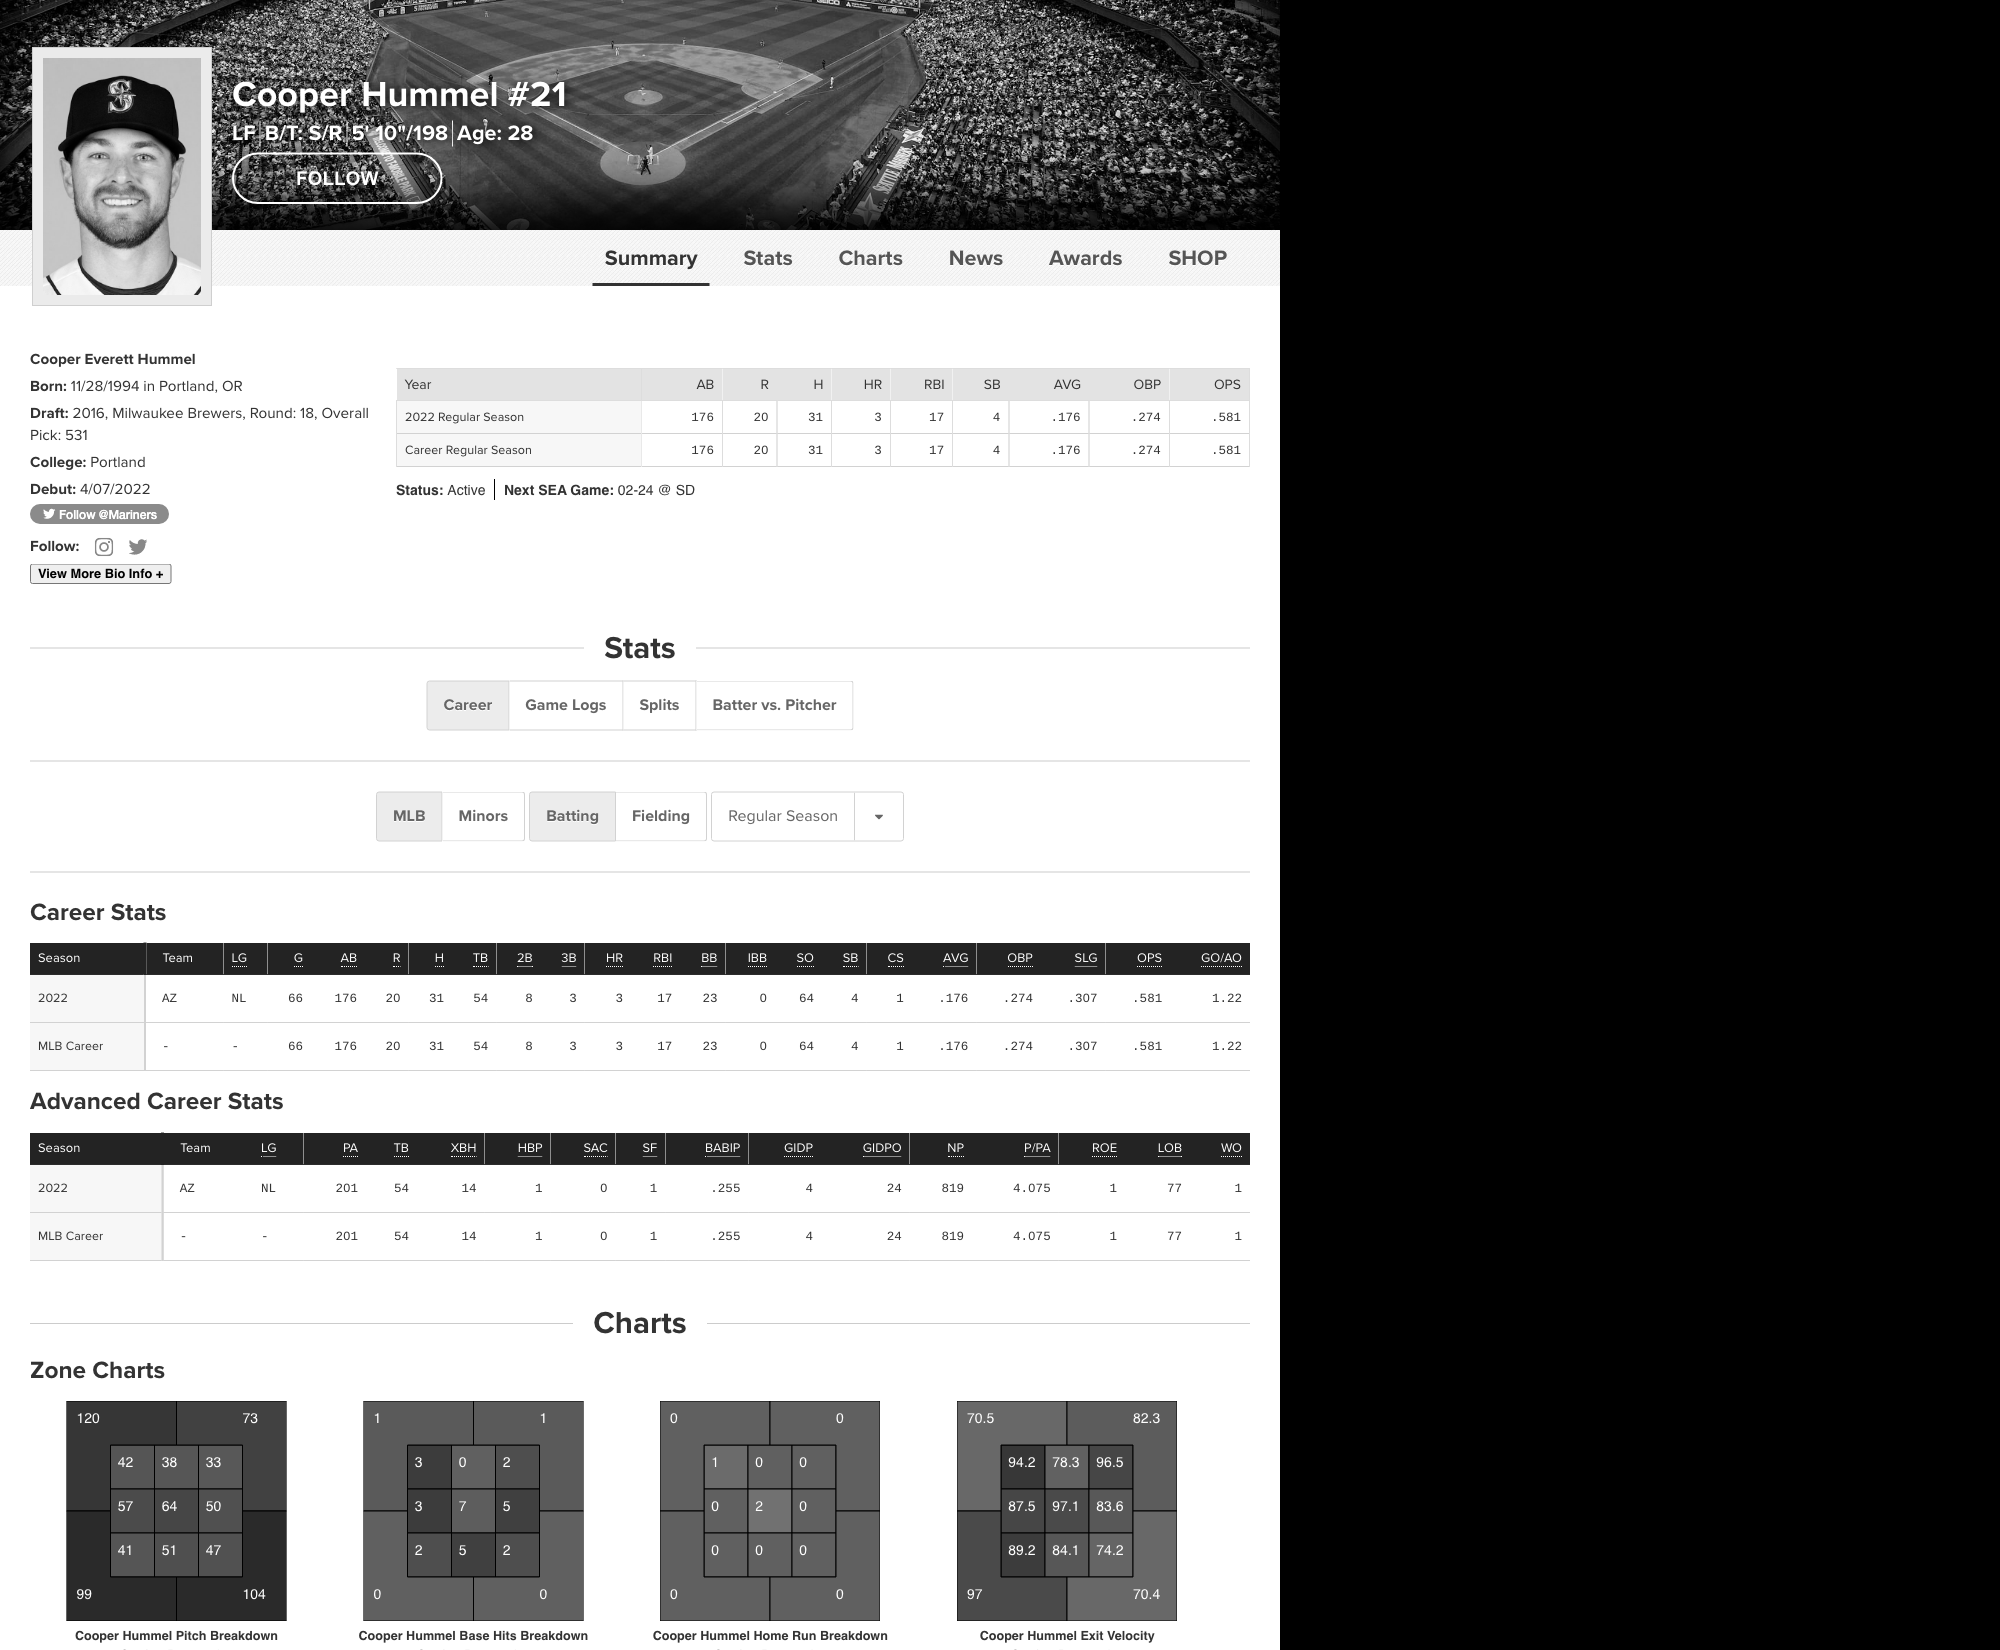 Cooper Hummel #21
LF B/T: S/R 5' 10"/198 Age: 28
FOLLOW
Summary Stats Charts News Awards SHOP
Cooper Everett Hummel
Born: 11/28/1994 in Portland, OR
Draft: 2016, Milwaukee Brewers, Round: 18, Overall
Pick: 531
College: Portland
Debut: 4/07/2022
Follow @Mariners
Follow:
View More Bio Info +
Year AB R H HR RBI SB AVG OBP OPS
2022 Regular Season 176 20 31 3 17 4 .176 .274 .581
Career Regular Season 176 20 31 3 17 4 .176 .274 .581
Status: Active Next SEA Game: 02-24 @ SD
Stats
Career Game Logs Splits Batter vs. Pitcher
MLB Minors Batting Fielding Regular Season
Career Stats
Season Team LG G AB R H TB 2B 3B HR RBI BB IBB SO SB CS AVG OBP SLG OPS GO/AO
2022 AZ NL 66 176 20 31 54 8 3 3 17 23 0 64 4 1 .176 .274 .307 .581 1.22
MLB Career - - 66 176 20 31 54 8 3 3 17 23 0 64 4 1 .176 .274 .307 .581 1.22
Advanced Career Stats
Season Team LG PA TB XBH HBP SAC SF BABIP GIDP GIDPO NP P/PA ROE LOB WO
2022 AZ NL 201 54 14 1 0 1 .255 4 24 819 4.075 1 77 1
MLB Career - - 201 54 14 1 0 1 .255 4 24 819 4.075 1 77 1
Charts
Zone Charts
120 73
42 38 33
57 64 50
41 51 47
99 104
Cooper Hummel Pitch Breakdown
1 1
3 0 2
3 7 5
2 5 2
0 0
Cooper Hummel Base Hits Breakdown
0 0
1 0 0
0 2 0
0 0 0
0 0
Cooper Hummel Home Run Breakdown
70.5 82.3
94.2 78.3 96.5
87.5 97.1 83.6
89.2 84.1 74.2
97 70.4
Cooper Hummel Exit Velocity